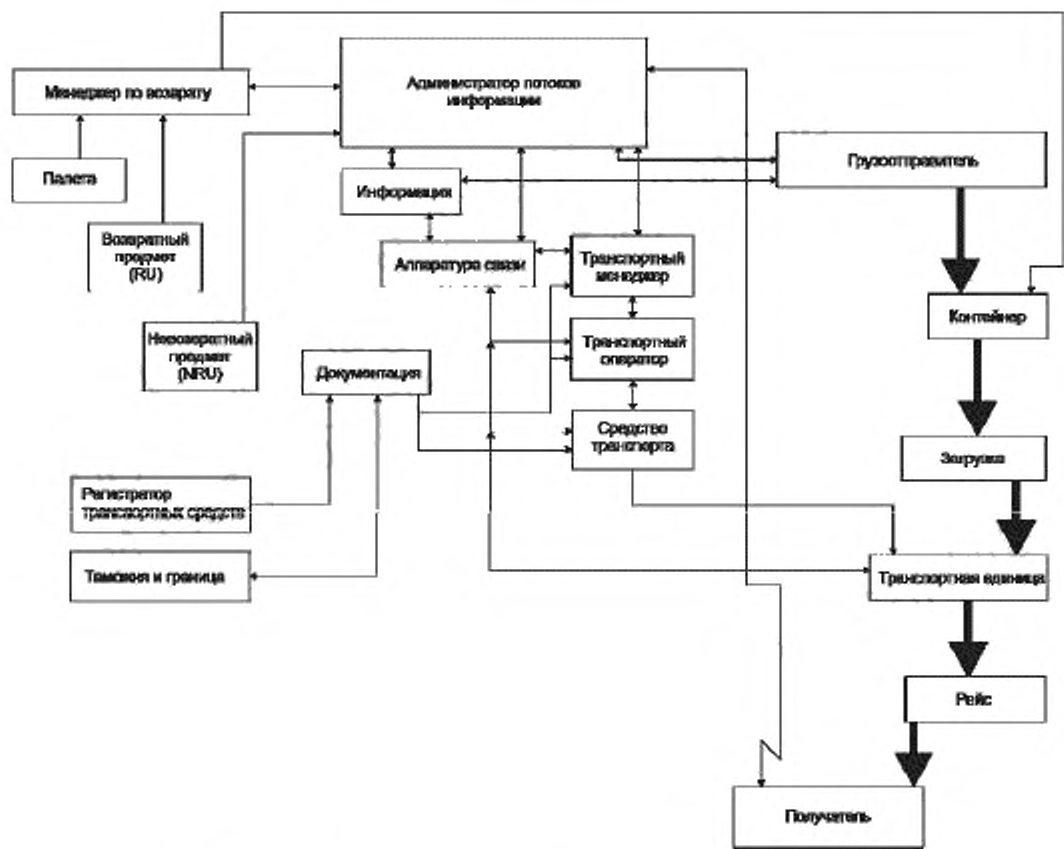 Администратор потоков
информации
Менеджер по возврату
Грузоотправитель
Палета
Информация
Возвратный
предмет
(RU)
Аппаратура связи
Транспортный
менеджер
Контейнер
Невозвратный
предмет
(NRU)
Транспортный
оператор
Документация
Средство
транспорта
Загрузка
Регистратор
транспортных средств
Таможня и граница
Транспортная единица
Рейс
Получатель